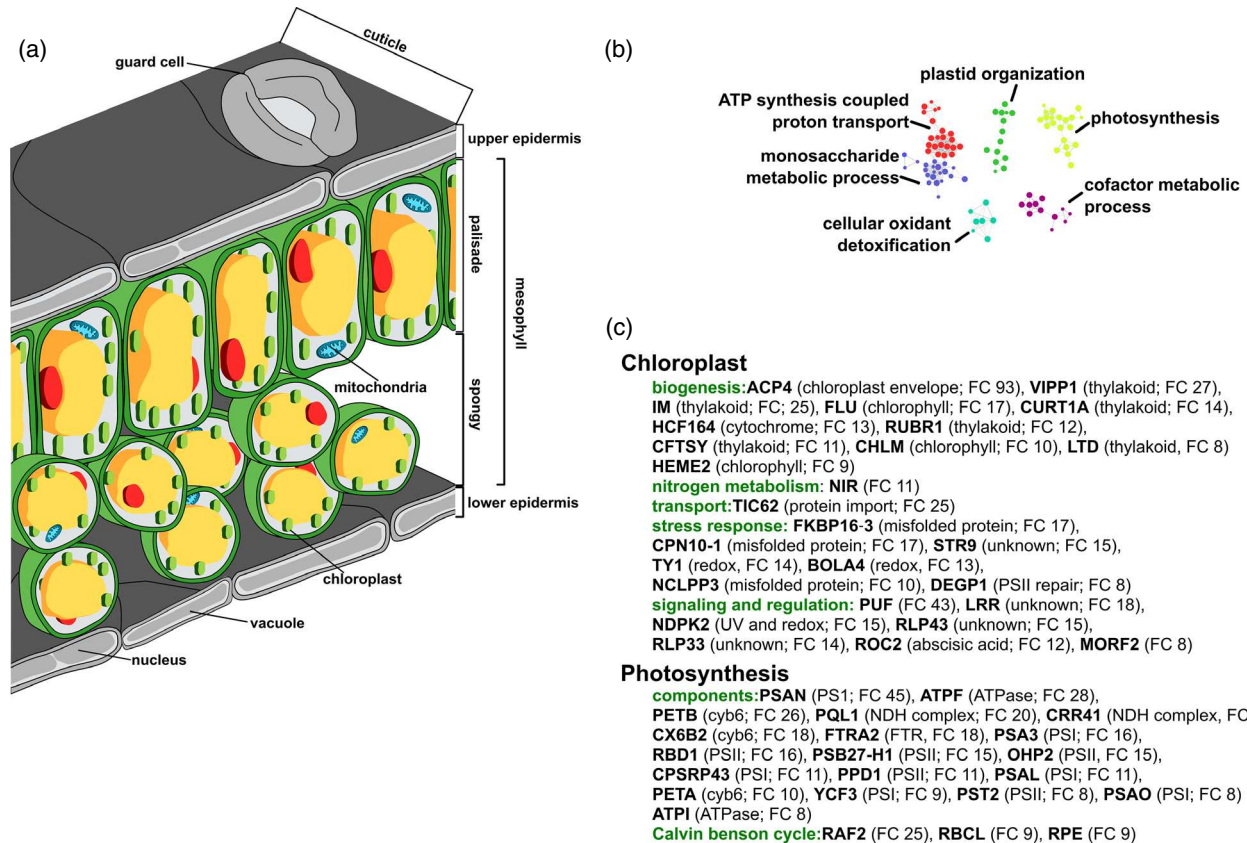 (a)
cuticle
guard cell
upper epidermis
palisade
mesophyll
mitochondria
spongy
lower epidermis
chloroplast
vacuole
nucleus
(b)
plastid organization
ATP synthesis coupled
proton transport
photosynthesis
monosaccharide
metabolic process
cofactor metabolic
process
cellular oxidant
detoxification
(c)
Chloroplast
biogenesis:ACP4 (chloroplast envelope; FC 93), VIPP1 (thylakoid; FC 27),
IM (thylakoid; FC; 25), FLU (chlorophyll; FC 17), CURT1A (thylakoid; FC 14),
HCF164 (cytochrome; FC 13), RUBR1 (thylakoid; FC 12),
CFTSY (thylakoid; FC 11), CHLM (chlorophyll; FC 10), LTD (thylakoid, FC 8)
HEME2 (chlorophyll; FC 9)
nitrogen metabolism: NIR (FC 11)
transport:TIC62 (protein import; FC 25)
stress response: FKBP16-3 (misfolded protein; FC 17),
CPN10-1 (misfolded protein; FC 17), STR9 (unknown; FC 15),
TY1 (redox, FC 14), BOLA4 (redox, FC 13),
NCLPP3 (misfolded protein; FC 10), DEGP1 (PSII repair; FC 8)
signaling and regulation: PUF (FC 43), LRR (unknown; FC 18),
NDPK2 (UV and redox; FC 15), RLP43 (unknown; FC 15),
RLP33 (unknown; FC 14), ROC2 (abscisic acid; FC 12), MORF2 (FC 8)
Photosynthesis
components:PSAN (PS1; FC 45), ATPF (ATPase; FC 28),
PETB (cyb6; FC 26), PQL1 (NDH complex; FC 20), CRR41 (NDH complex, FC
CX6B2 (cyb6; FC 18), FTRA2 (FTR, FC 18), PSA3 (PSI; FC 16),
RBD1 (PSII; FC 16), PSB27-H1 (PSII; FC 15), OHP2 (PSII, FC 15),
CPSRP43 (PSI; FC 11), PPD1 (PSII; FC 11), PSAL (PSI; FC 11),
PETA (cyb6; FC 10), YCF3 (PSI; FC 9), PST2 (PSII; FC 8), PSAO (PSI; FC 8)
ATPI (ATPase; FC 8)
Calvin benson cycle:RAF2 (FC 25), RBCL (FC 9), RPE (FC 9)